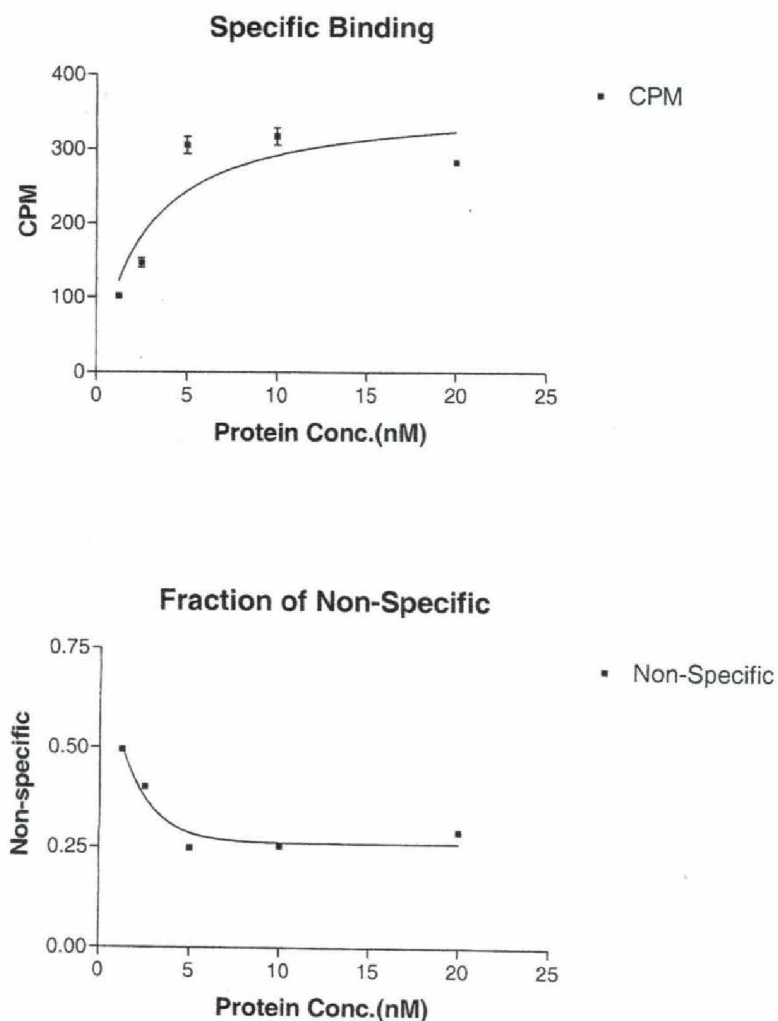 Specific Binding
400
300
200
100
0
CPM
CPM
0 5 10 15 20 25
Protein Conc.(nM)
Fraction of Non-Specific
0.75
0.50
0.25
0.00
Non-specific
Non-Specific
0 5 10 15 20 25
Protein Conc.(nM)